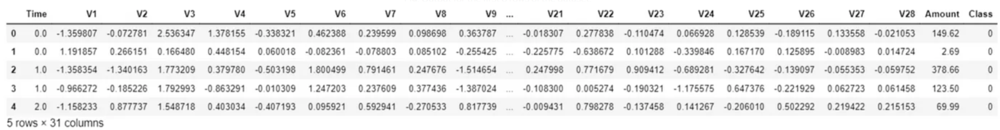 Time V1 V2 V3 V4 V5 V6 V7 V8 V9 ... V21 V22 V23 V24 V25 V26 V27 V28 Amount Class
0 0.0 -1.359807 -0.072781 2.536347 1.378155 -0.338321 0.462388 0.239599 0.098698 0.363787 ... -0.018307 0.277838 -0.110474 0.066928 0.128539 -0.189115 0.133558 -0.021053 149.62 0
1 0.0 1.191857 0.266151 0.166480 0.448154 0.060018 -0.082361 -0.078803 0.085102 -0.255425 ... -0.225775 -0.638672 0.101288 -0.339846 0.167170 0.125895 -0.008983 0.014724 2.69 0
2 1.0 -1.358354 -1.340163 1.773209 0.379780 -0.503198 1.800499 0.791461 0.247676 -1.514654 ... 0.247998 0.771679 0.909412 -0.689281 -0.327642 -0.139097 -0.055353 -0.059752 378.66 0
3 1.0 -0.966272 -0.185226 1.792993 -0.863291 -0.010309 1.247203 0.237609 0.377436 -1.387024 ... -0.108300 0.005274 -0.190321 -1.175575 0.647376 -0.221929 0.062723 0.061458 123.50 0
4 2.0 -1.158233 0.877737 1.548718 0.403034 -0.407193 0.095921 0.592941 -0.270533 0.817739 ... -0.009431 0.798278 -0.137458 0.141267 -0.206010 0.502292 0.219422 0.215153 69.99 0
5 rows × 31 columns